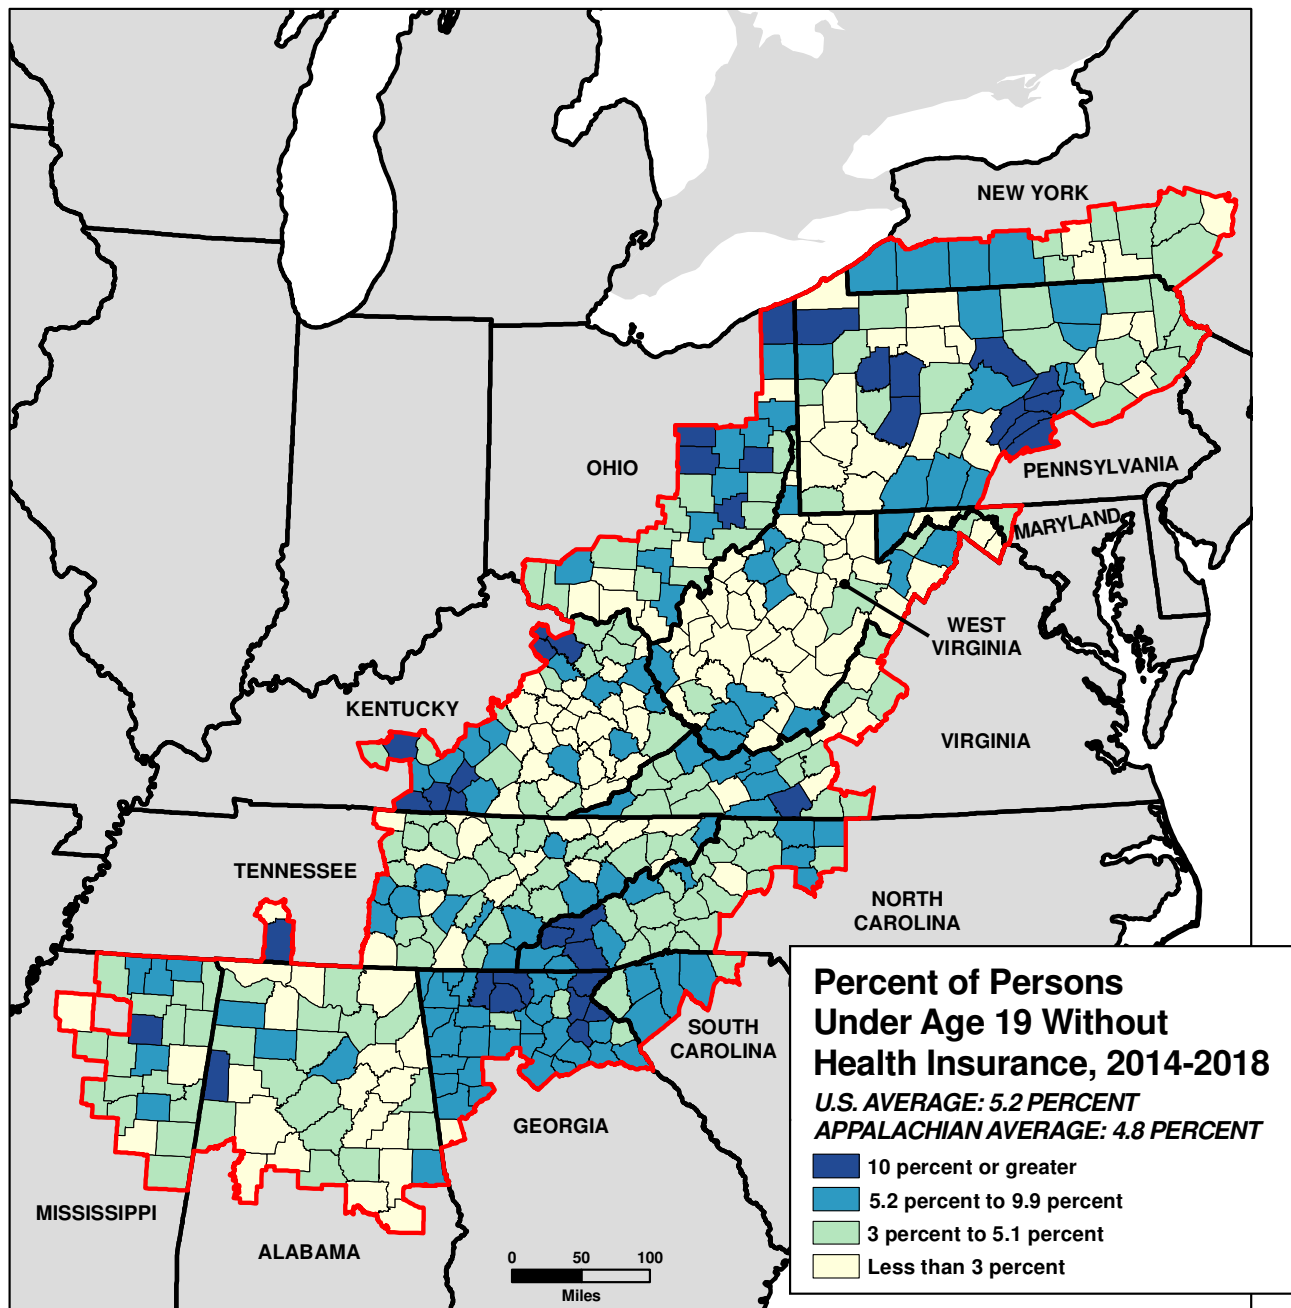 NEW YORK
OHIO
PENNSYLVANIA
MARYLAND
WEST
VIRGINIA
KENTUCKY
VIRGINIA
TENNESSEE
NORTH
CAROLINA
SOUTH
CAROLINA
GEORGIA
MISSISSIPPI
ALABAMA
0 50 100
Miles
Percent of Persons
Under Age 19 Without
Health Insurance, 2014-2018
U.S. AVERAGE: 5.2 PERCENT
APPALACHIAN AVERAGE: 4.8 PERCENT
10 percent or greater
5.2 percent to 9.9 percent
3 percent to 5.1 percent
Less than 3 percent